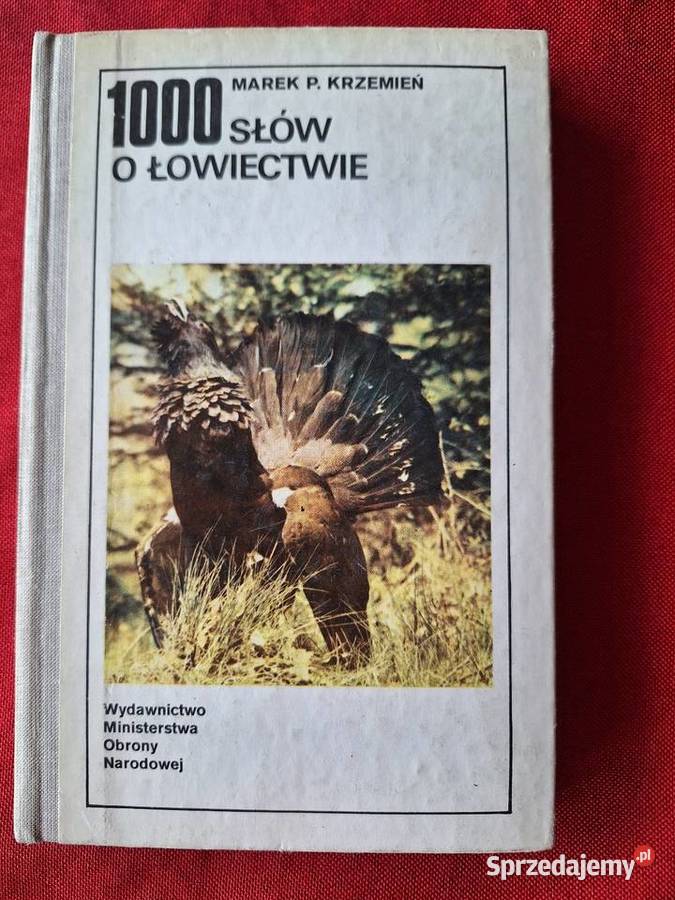 MAREK P. KRZEMIEŃ
1000 SŁÓW
O ŁOWIECTWIE
Wydawnictwo
Ministerstwa
Obrony
Narodowej
Sprzedajemy.pl